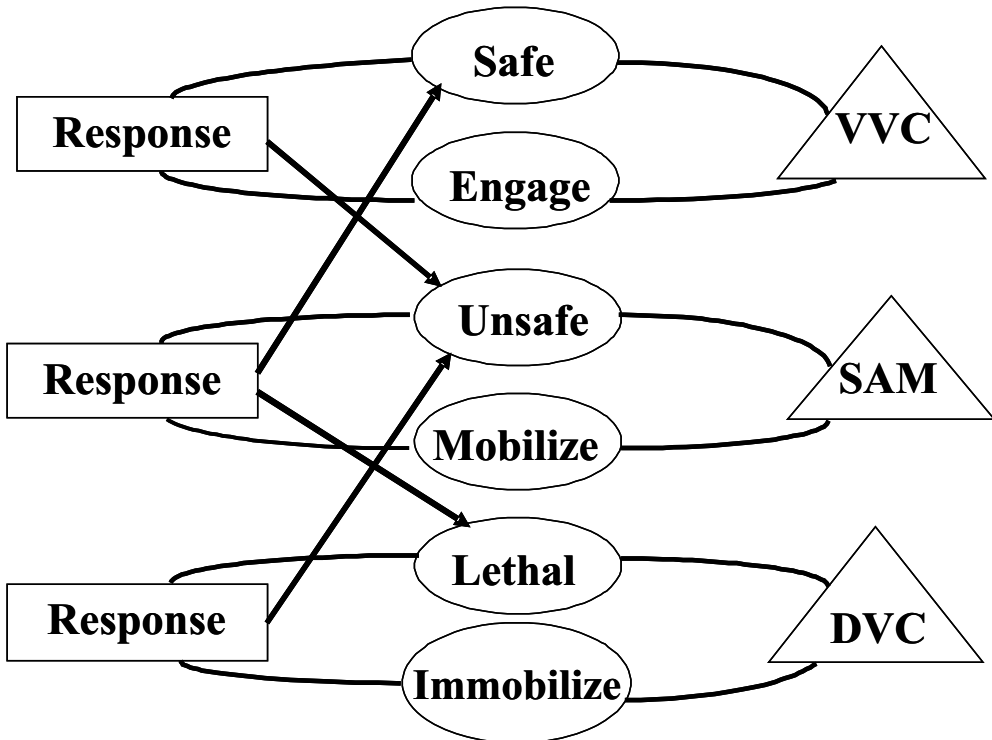 Safe
Response
VVC
Engage
Unsafe
Response
SAM
Mobilize
Lethal
Response
DVC
Immobilize